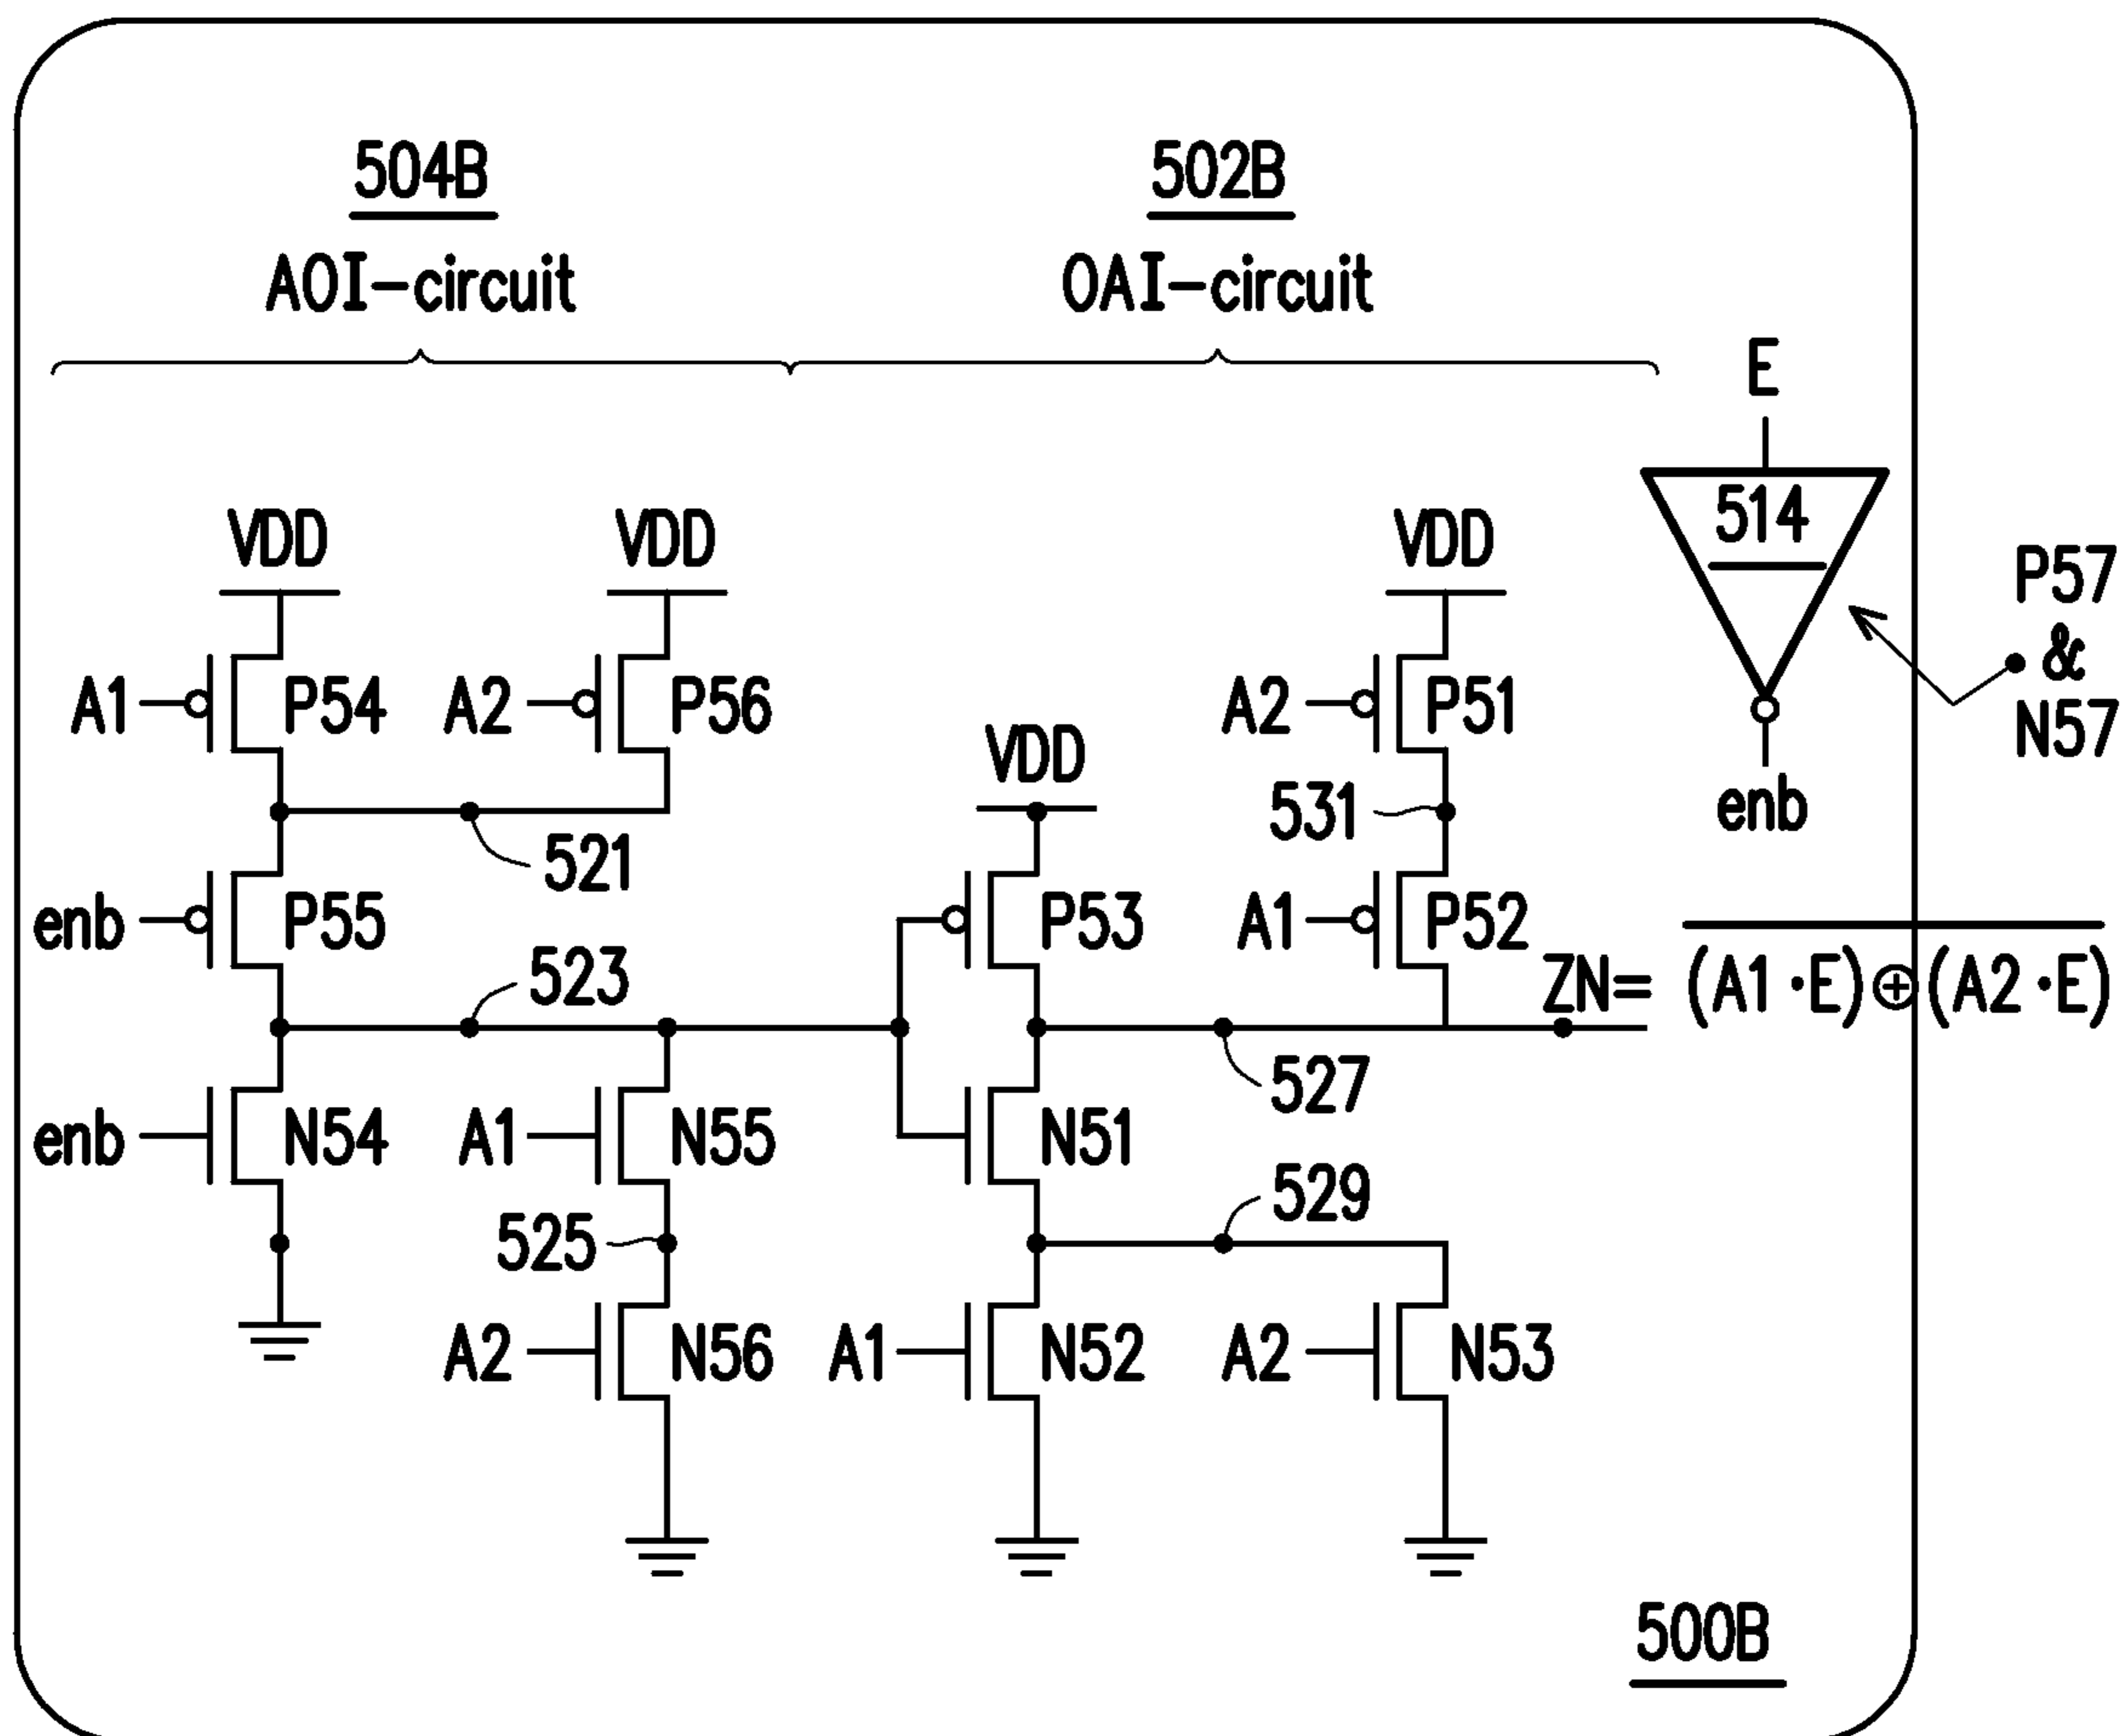 504B
AOI-circuit
502B
OAI-circuit
E
514
P57
&
N57
enb
VDD
VDD
VDD
A1
P54
A2
P56
A2
P51
VDD
521
531
enb
P55
P53
A1
P52
523
ZN= (A1·E)⊕(A2·E)
527
enb
N54
A1
N55
N51
529
525
A2
N56
A1
N52
A2
N53
500B